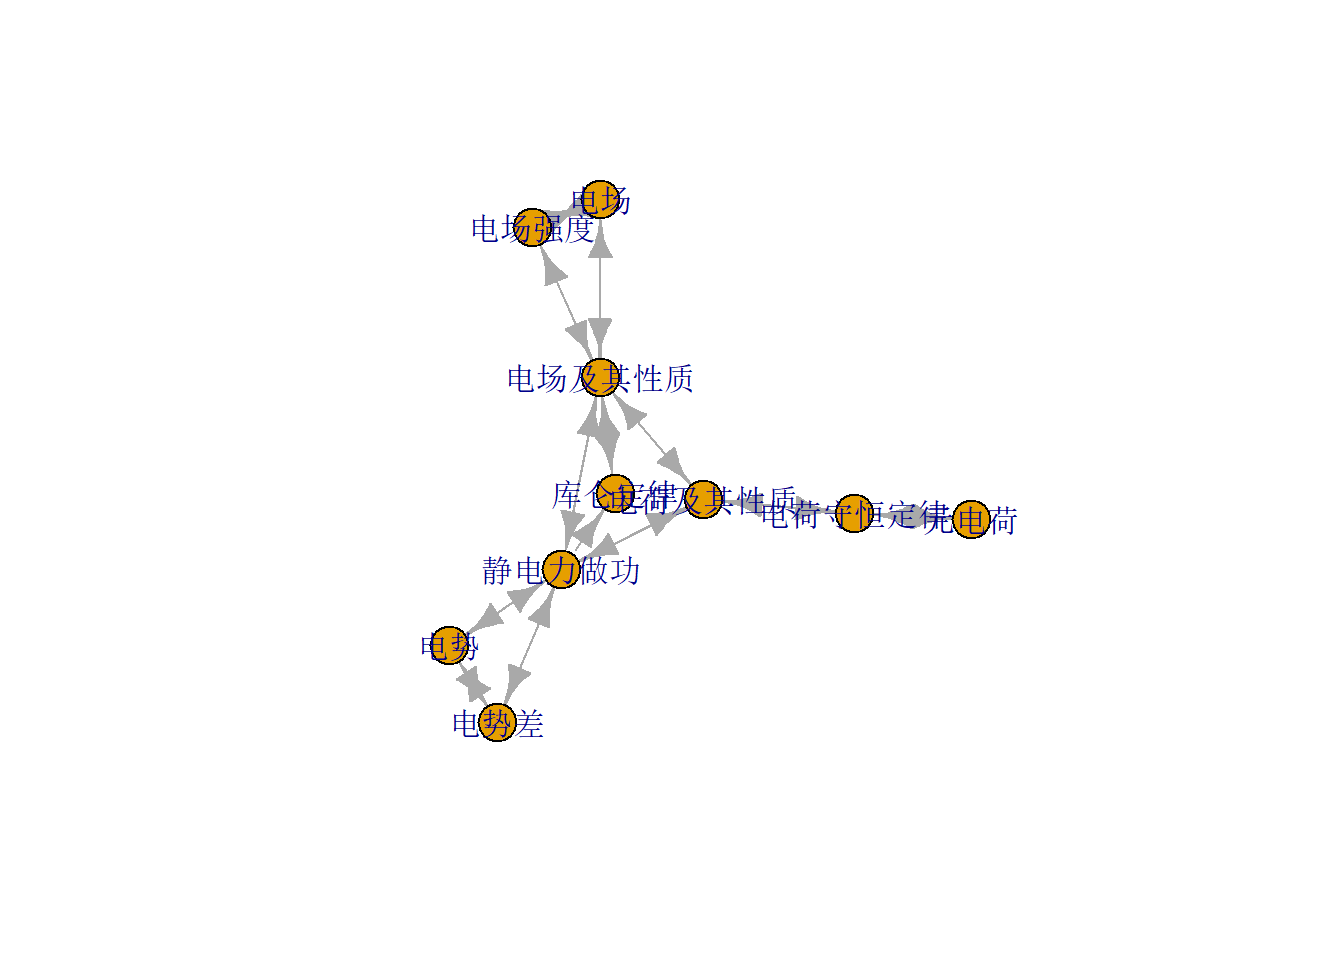 电场
电场强度
电场及其性质
库仑定律
电荷及其性质
电荷守恒定律
元电荷
静电力做功
电势
电势差